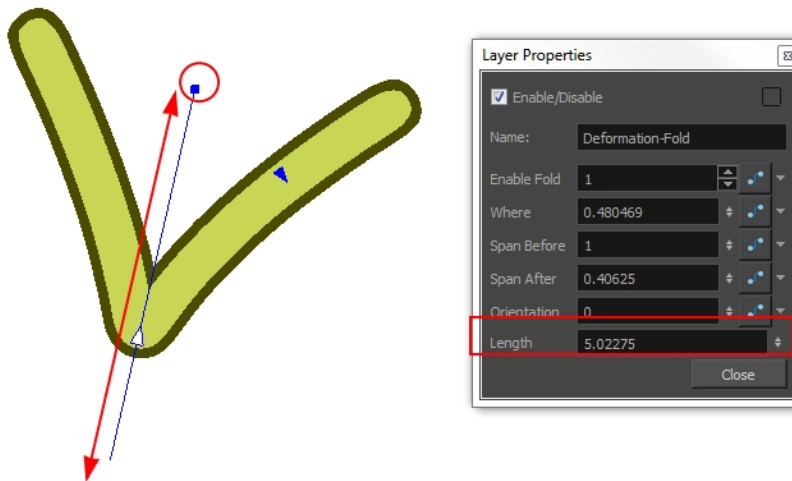 Layer Properties
Enable/Disable
Name: Deformation-Fold
Enable Fold 1
Where 0.480469
Span Before 1
Span After 0.40625
Orientation 0
Length 5.02275
Close